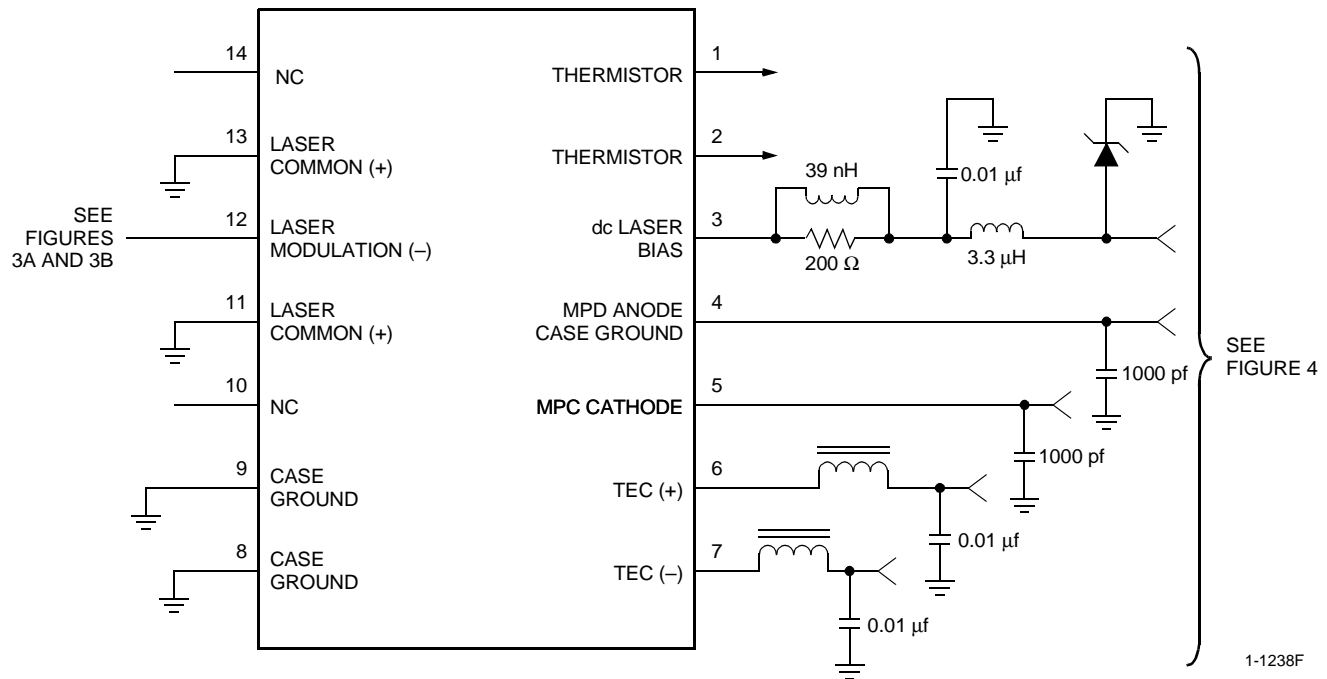 14
NC
13
LASER
COMMON (+)
SEE
FIGURES
3A AND 3B
12
LASER
MODULATION (–)
11
LASER
COMMON (+)
10
NC
9
CASE
GROUND
8
CASE
GROUND
1
THERMISTOR
2
THERMISTOR
3
dc LASER
BIAS
39 nH
200 Ω
0.01 μf
3.3 μH
4
MPD ANODE
CASE GROUND
1000 pf
5
MPC CATHODE
1000 pf
6
TEC (+)
0.01 μf
7
TEC (–)
0.01 μf
SEE
FIGURE 4
1-1238F